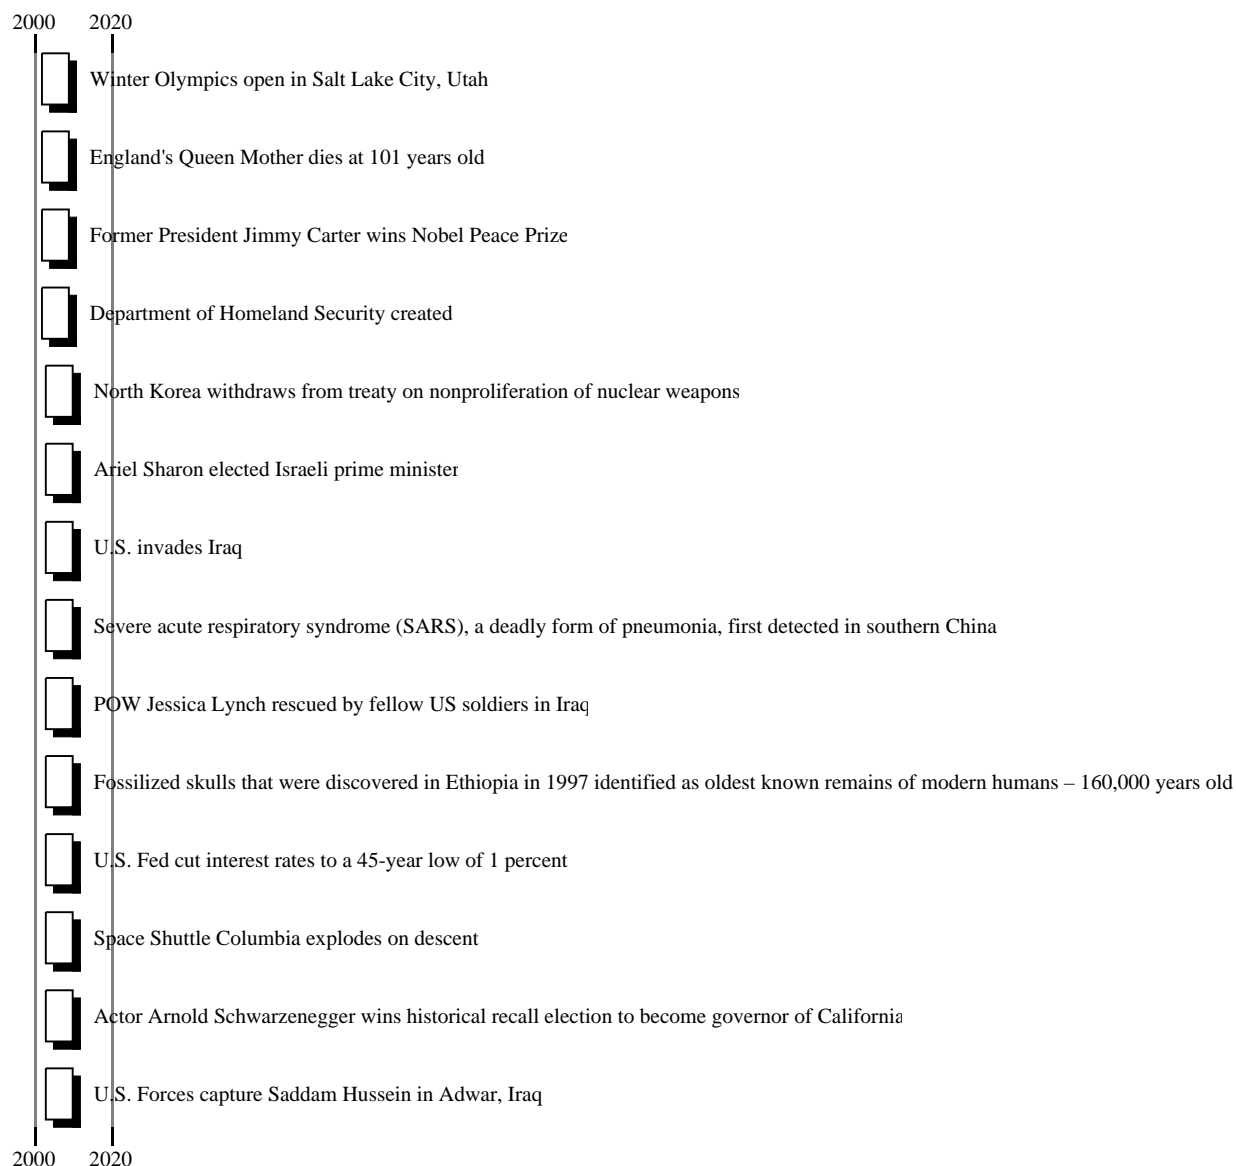 2000 2020
Winter Olympics open in Salt Lake City, Utah
England's Queen Mother dies at 101 years old
Former President Jimmy Carter wins Nobel Peace Prize
Department of Homeland Security created
North Korea withdraws from treaty on nonproliferation of nuclear weapons
Ariel Sharon elected Israeli prime minister
U.S. invades Iraq
Severe acute respiratory syndrome (SARS), a deadly form of pneumonia, first detected in southern China
POW Jessica Lynch rescued by fellow US soldiers in Iraq
Fossilized skulls that were discovered in Ethiopia in 1997 identified as oldest known remains of modern humans – 160,000 years old
U.S. Fed cut interest rates to a 45-year low of 1 percent
Space Shuttle Columbia explodes on descent
Actor Arnold Schwarzenegger wins historical recall election to become governor of California
U.S. Forces capture Saddam Hussein in Adwar, Iraq
2000 2020